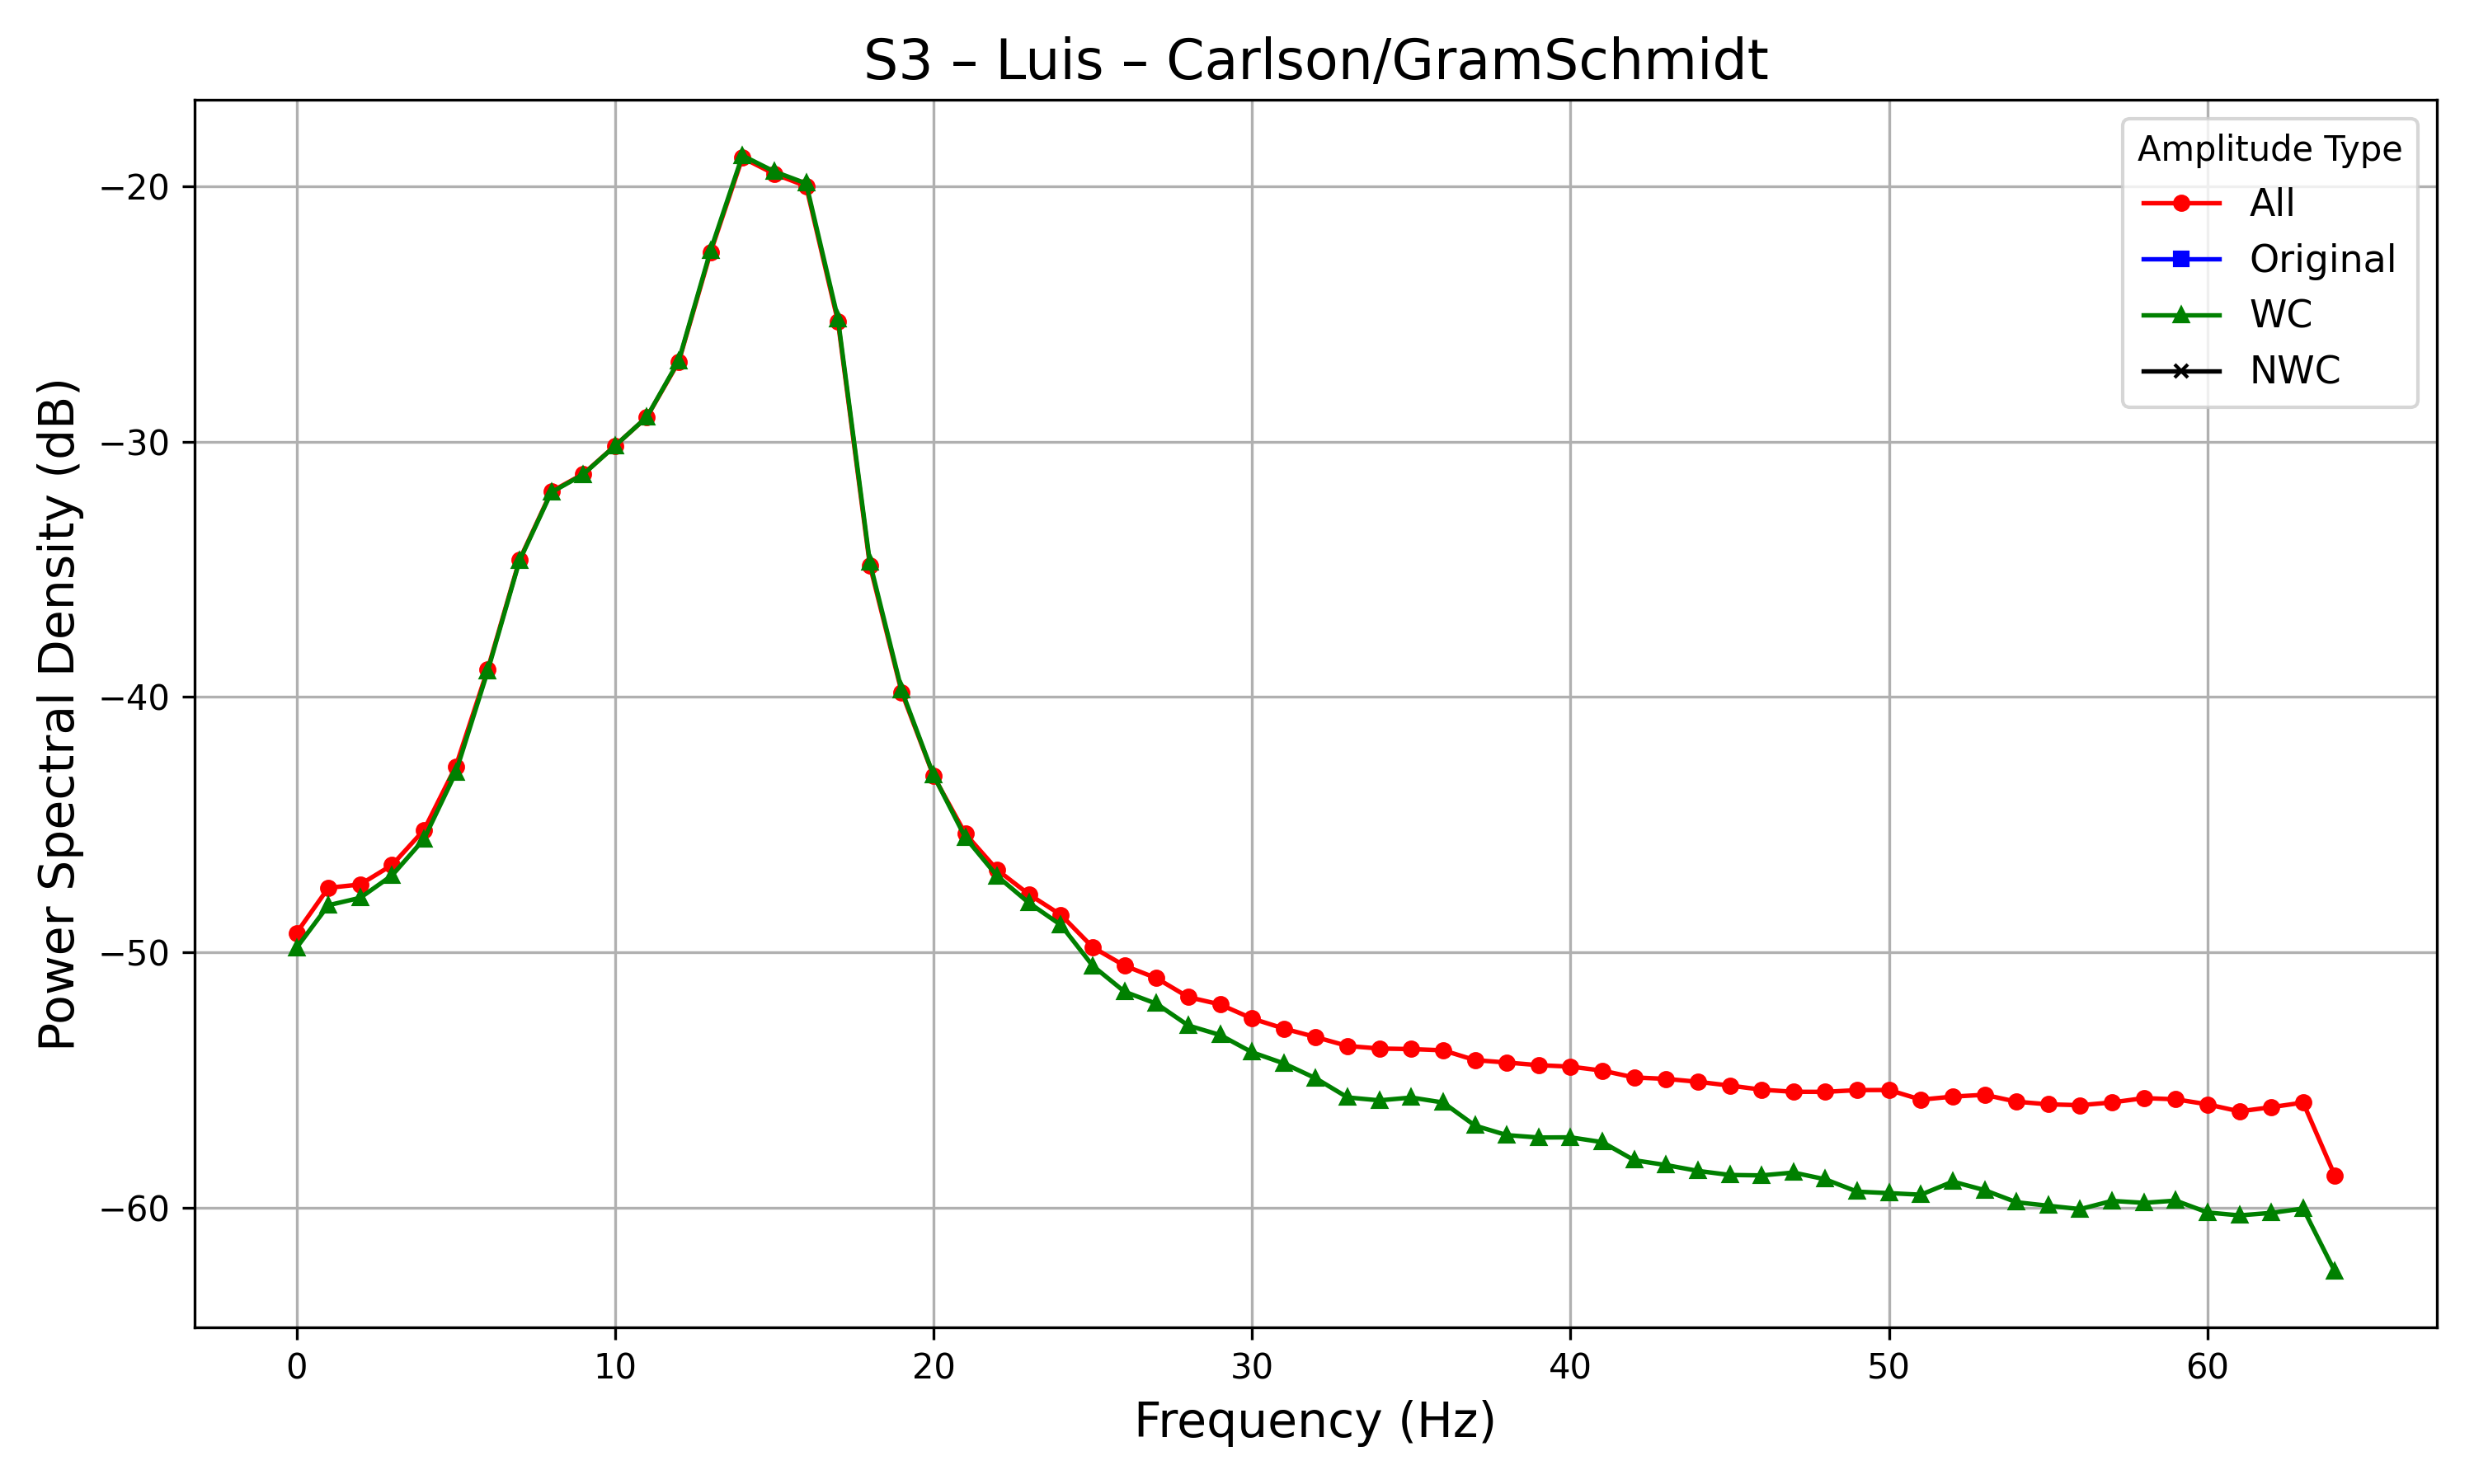 S3 – Luis – Carlson/GramSchmidt
Power Spectral Density (dB)
−20
−30
−40
−50
−60
Amplitude Type
All
Original
WC
NWC
0 10 20 30 40 50 60
Frequency (Hz)